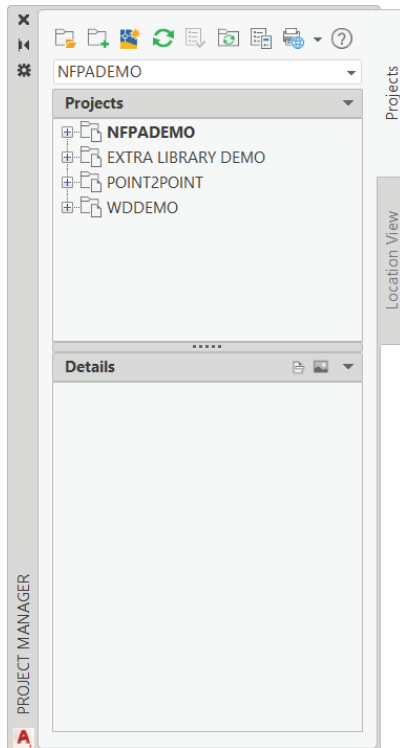 NFPADEMO
Projects
NFPADEMO
EXTRA LIBRARY DEMO
POINT2POINT
WDDEMO
Details
Projects
Location View
PROJECT MANAGER
A